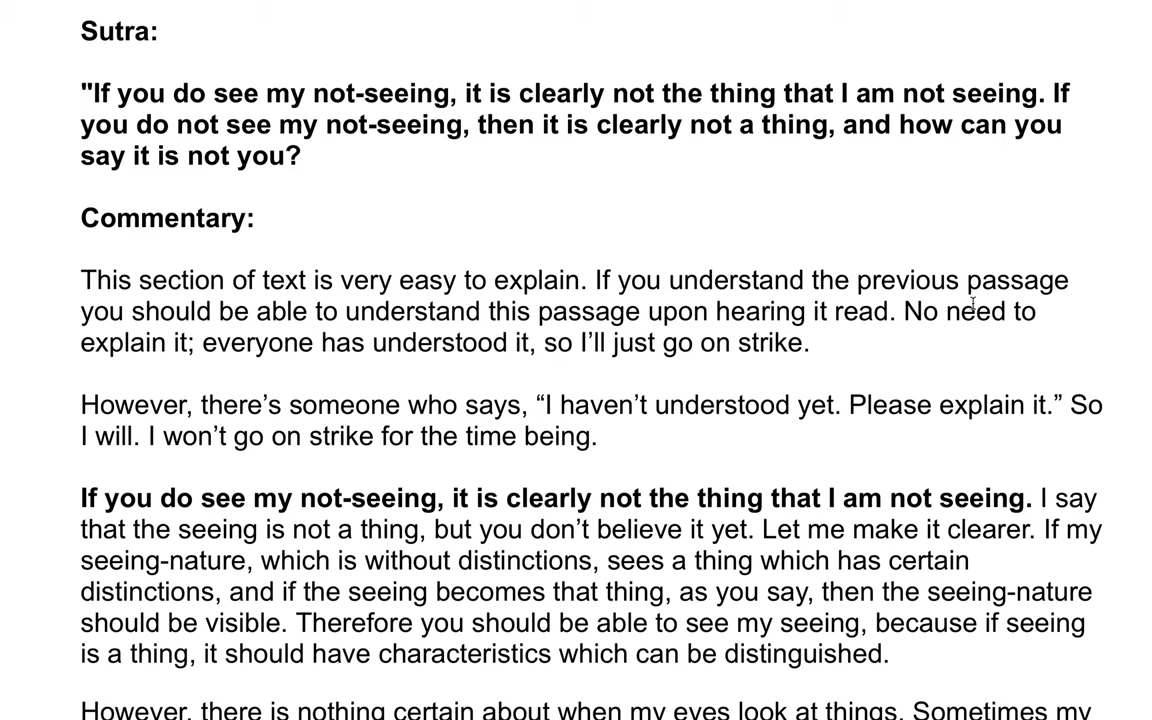 Sutra:
"If you do see my not-seeing, it is clearly not the thing that I am not seeing. If
you do not see my not-seeing, then it is clearly not a thing, and how can you
say it is not you?
Commentary:
This section of text is very easy to explain. If you understand the previous passage
you should be able to understand this passage upon hearing it read. No need to
explain it; everyone has understood it, so I’ll just go on strike.
However, there’s someone who says, “I haven’t understood yet. Please explain it.” So
I will. I won’t go on strike for the time being.
If you do see my not-seeing, it is clearly not the thing that I am not seeing. I say
that the seeing is not a thing, but you don’t believe it yet. Let me make it clearer. If my
seeing-nature, which is without distinctions, sees a thing which has certain
distinctions, and if the seeing becomes that thing, as you say, then the seeing-nature
should be visible. Therefore you should be able to see my seeing, because if seeing
is a thing, it should have characteristics which can be distinguished.
However, there is nothing certain about when my eyes look at things. Sometimes my